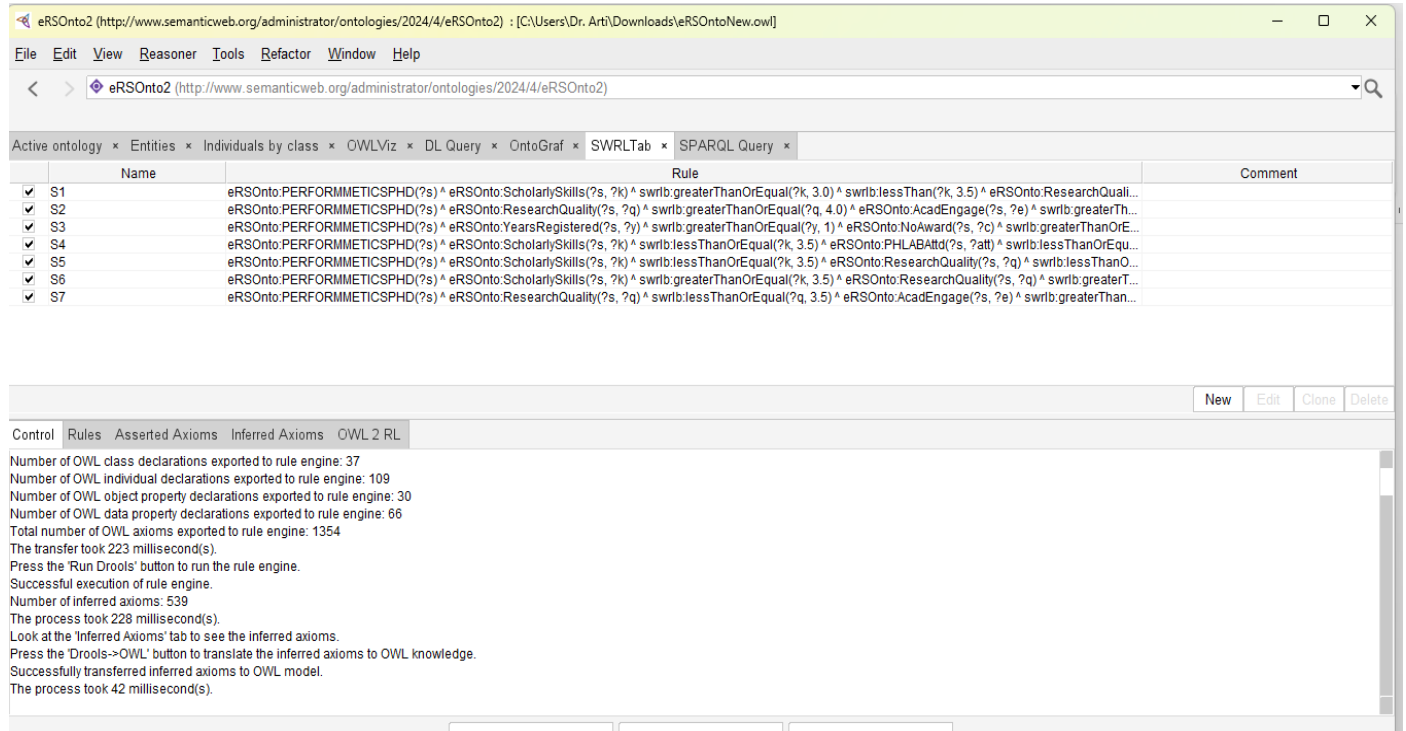 eRSOnto2 (http://www.semanticweb.org/administrator/ontologies/2024/4/eRSOnto2) : [C:\Users\Dr. Arti\Downloads\eRSOntoNew.owl]
File Edit View Reasoner Tools Refactor Window Help
eRSOnto2 (http://www.semanticweb.org/administrator/ontologies/2024/4/eRSOnto2)
Active ontology × Entities × Individuals by class × OWLViz × DL Query × OntoGraf × SWRLTab × SPARQL Query ×
Name Rule Comment
S1 eRSOnto:PERFORMMETICSPHD(?s) ^ eRSOnto:ScholarlySkills(?s, ?k) ^ swrlb:greaterThanOrEqual(?k, 3.0) ^ swrlb:lessThan(?k, 3.5) ^ eRSOnto:ResearchQuali...
S2 eRSOnto:PERFORMMETICSPHD(?s) ^ eRSOnto:ResearchQuality(?s, ?q) ^ swrlb:greaterThanOrEqual(?q, 4.0) ^ eRSOnto:AcadEngage(?s, ?e) ^ swrlb:greaterTh...
S3 eRSOnto:PERFORMMETICSPHD(?s) ^ eRSOnto:YearsRegistered(?s, ?y) ^ swrlb:greaterThanOrEqual(?y, 1) ^ eRSOnto:NoAward(?s, ?c) ^ swrlb:greaterThanOrE...
S4 eRSOnto:PERFORMMETICSPHD(?s) ^ eRSOnto:ScholarlySkills(?s, ?k) ^ swrlb:lessThanOrEqual(?k, 3.5) ^ eRSOnto:PHLABAttd(?s, ?att) ^ swrlb:lessThanOrEqu...
S5 eRSOnto:PERFORMMETICSPHD(?s) ^ eRSOnto:ScholarlySkills(?s, ?k) ^ swrlb:lessThanOrEqual(?k, 3.5) ^ eRSOnto:ResearchQuality(?s, ?q) ^ swrlb:lessThanO...
S6 eRSOnto:PERFORMMETICSPHD(?s) ^ eRSOnto:ScholarlySkills(?s, ?k) ^ swrlb:greaterThanOrEqual(?k, 3.5) ^ eRSOnto:ResearchQuality(?s, ?q) ^ swrlb:greaterT...
S7 eRSOnto:PERFORMMETICSPHD(?s) ^ eRSOnto:ResearchQuality(?s, ?q) ^ swrlb:lessThanOrEqual(?q, 3.5) ^ eRSOnto:AcadEngage(?s, ?e) ^ swrlb:greaterThan...
New Edit Clone Delete
Control Rules Asserted Axioms Inferred Axioms OWL 2 RL
Number of OWL class declarations exported to rule engine: 37
Number of OWL individual declarations exported to rule engine: 109
Number of OWL object property declarations exported to rule engine: 30
Number of OWL data property declarations exported to rule engine: 66
Total number of OWL axioms exported to rule engine: 1354
The transfer took 223 millisecond(s).
Press the 'Run Drools' button to run the rule engine.
Successful execution of rule engine.
Number of inferred axioms: 539
The process took 228 millisecond(s).
Look at the 'Inferred Axioms' tab to see the inferred axioms.
Press the 'Drools->OWL' button to translate the inferred axioms to OWL knowledge.
Successfully transferred inferred axioms to OWL model.
The process took 42 millisecond(s).